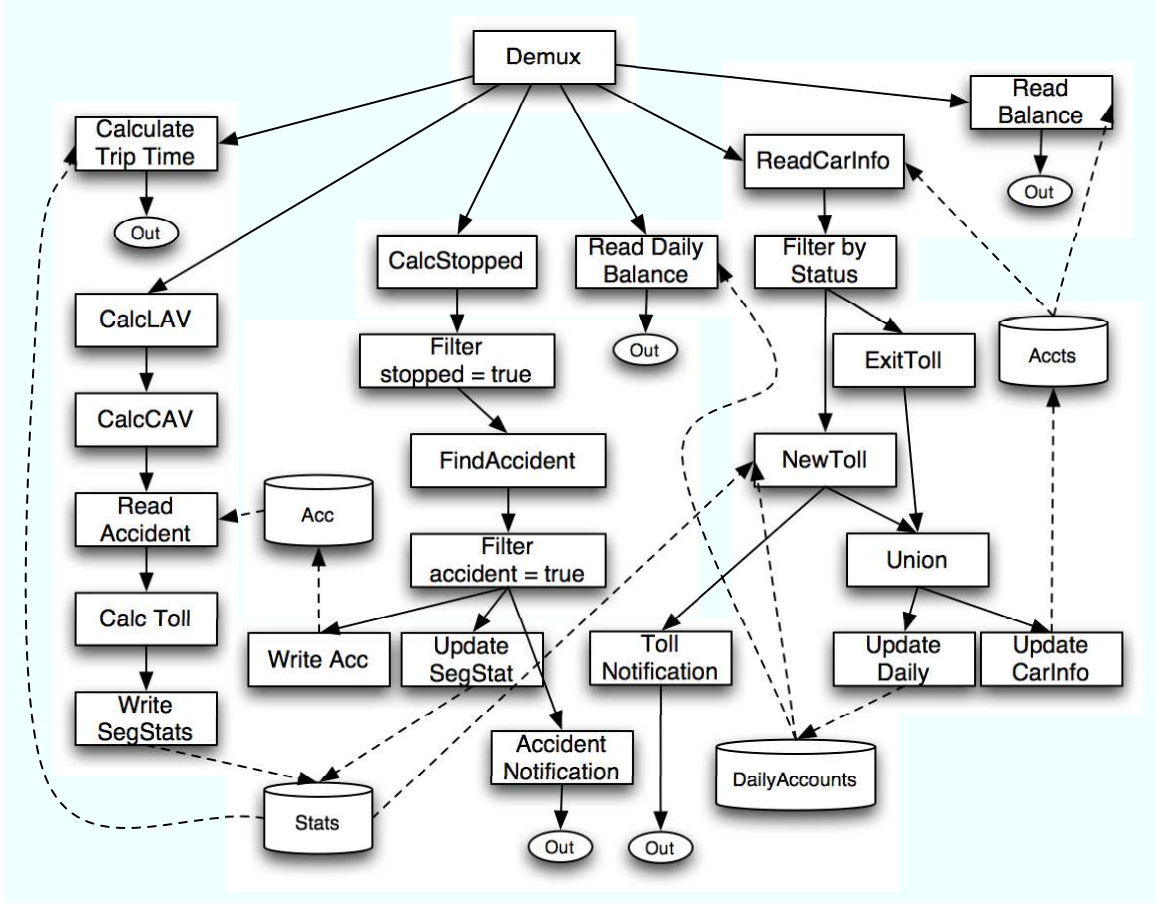 Demux
Read
Balance
Calculate
Trip Time
ReadCarInfo
Out
Out
CalcStopped
Read Daily
Balance
Filter by
Status
CalcLAV
Filter
stopped = true
Out
ExitToll
Accts
CalcCAV
FindAccident
NewToll
Read
Accident
Acc
Filter
accident = true
Union
Calc Toll
Write Acc
Update
SegStat
Toll
Notification
Update
Daily
Update
CarInfo
Write
SegStats
Accident
Notification
DailyAccounts
Stats
Out
Out